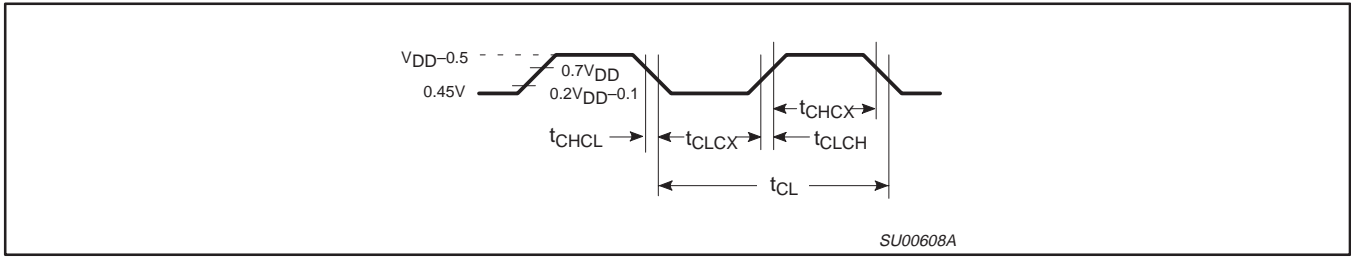 VDD–0.5
0.7VDD
0.45V
0.2VDD–0.1
tCHCX
tCHCL
tCLCX
tCLCH
tCL
SU00608A